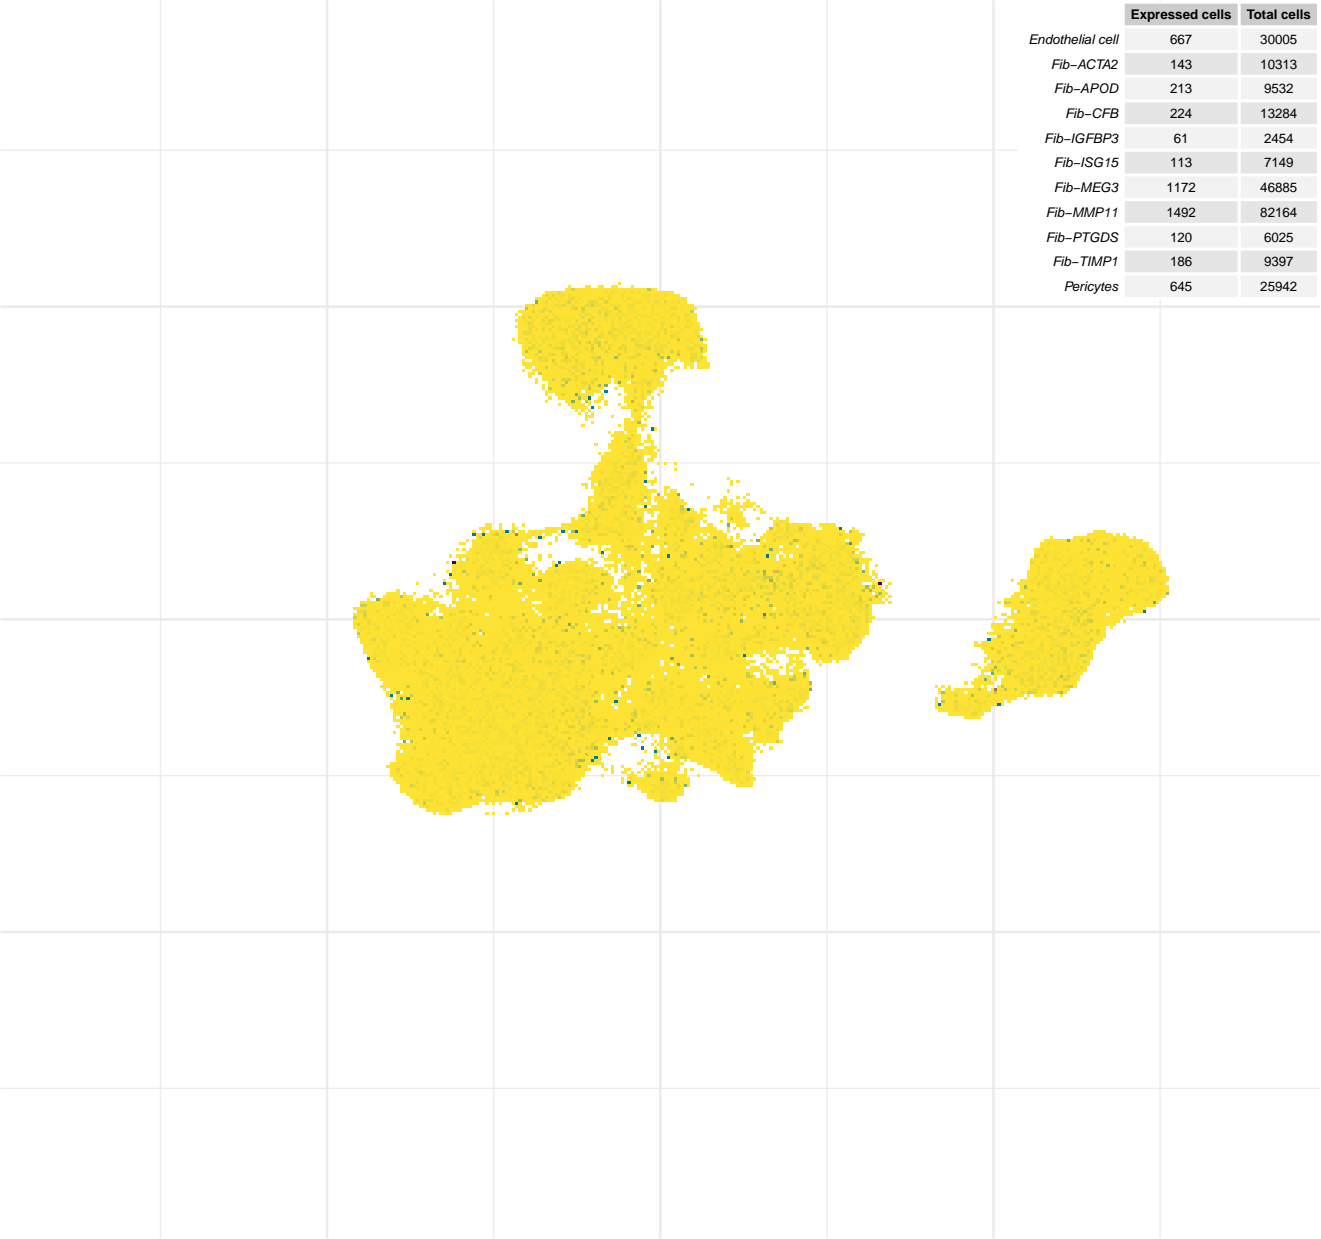 Expressed cells Total cells
Endothelial cell 667 30005
Fib−ACTA2 143 10313
Fib−APOD 213 9532
Fib−CFB 224 13284
Fib−IGFBP3 61 2454
Fib−ISG15 113 7149
Fib−MEG3 1172 46885
Fib−MMP11 1492 82164
Fib−PTGDS 120 6025
Fib−TIMP1 186 9397
Pericytes 645 25942